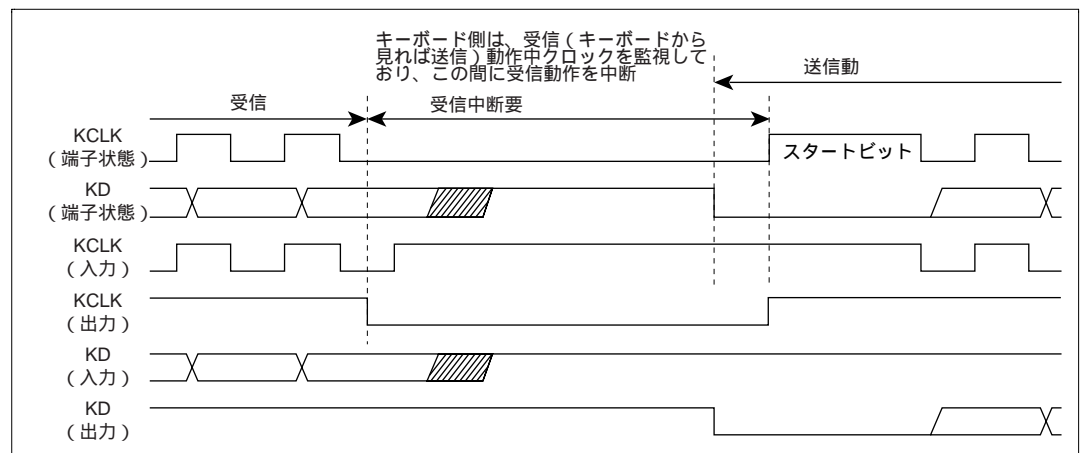 キーボード側は、受信（キーボードから
見れば送信）動作中クロックを監視して
おり、この間に受信動作を中断
送信動
受信
受信中断要
KCLK
（端子状態）
スタートビット
KD
（端子状態）
KCLK
（入力）
KCLK
（出力）
KD
（入力）
KD
（出力）